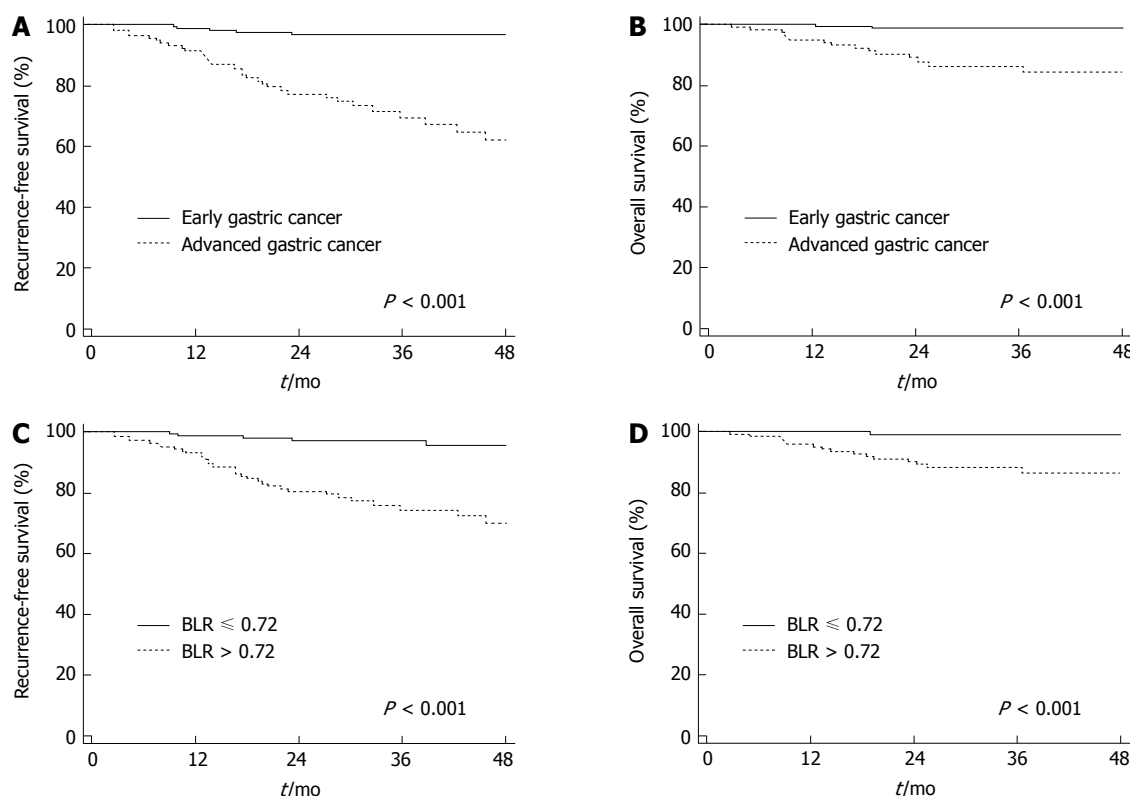 A
Recurrence-free survival (%)
100
80
60
40
20
0
Early gastric cancer
Advanced gastric cancer
P < 0.001
0 12 24 36 48
t/mo
B
Overall survival (%)
100
80
60
40
20
0
Early gastric cancer
Advanced gastric cancer
P < 0.001
0 12 24 36 48
t/mo
C
Recurrence-free survival (%)
100
80
60
40
20
0
BLR ≤ 0.72
BLR > 0.72
P < 0.001
0 12 24 36 48
t/mo
D
Overall survival (%)
100
80
60
40
20
0
BLR ≤ 0.72
BLR > 0.72
P < 0.001
0 12 24 36 48
t/mo